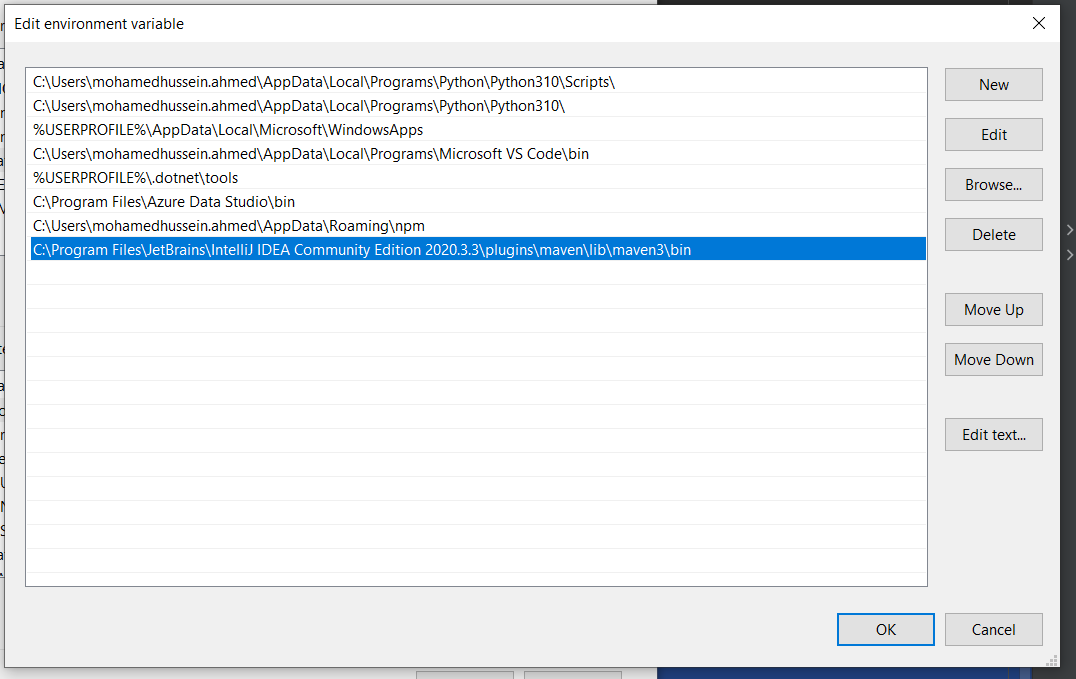 Edit environment variable
C:\Users\mohamedhussein.ahmed\AppData\Local\Programs\Python\Python310\Scripts\
New
C:\Users\mohamedhussein.ahmed\AppData\Local\Programs\Python\Python310\
%USERPROFILE%\AppData\Local\Microsoft\WindowsApps
Edit
C:\Users\mohamedhussein.ahmed\AppData\Local\Programs\Microsoft VS Code\bin
%USERPROFILE%\.dotnet\tools
Browse...
C:\Program Files\Azure Data Studio\bin
C:\Users\mohamedhussein.ahmed\AppData\Roaming\npm
Delete
C:\Program Files\JetBrains\IntelliJ IDEA Community Edition 2020.3.3\plugins\maven\lib\maven3\bin
Move Up
Move Down
Edit text...
OK
Cancel